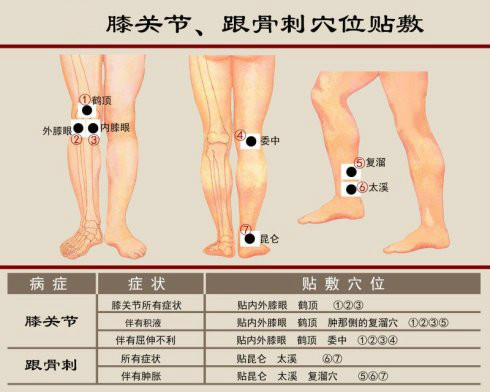 膝关节、跟骨刺穴位贴敷
①鹤顶
外膝眼 内膝眼
② ③
④ 委中
⑤复溜
⑥太溪
⑦
昆仑
病症 症状 贴敷穴位
膝关节
膝关节所有症状 贴内外膝眼 鹤顶 ①②③
伴有积液 贴内外膝眼 鹤顶 肿那侧的复溜穴 ①②③⑤
伴有屈伸不利 贴内外膝眼 鹤顶 委中 ①②③④
跟骨刺
所有症状 贴昆仑 太溪 ⑥⑦
伴有肿胀 贴昆仑 太溪 复溜穴 ⑤⑥⑦